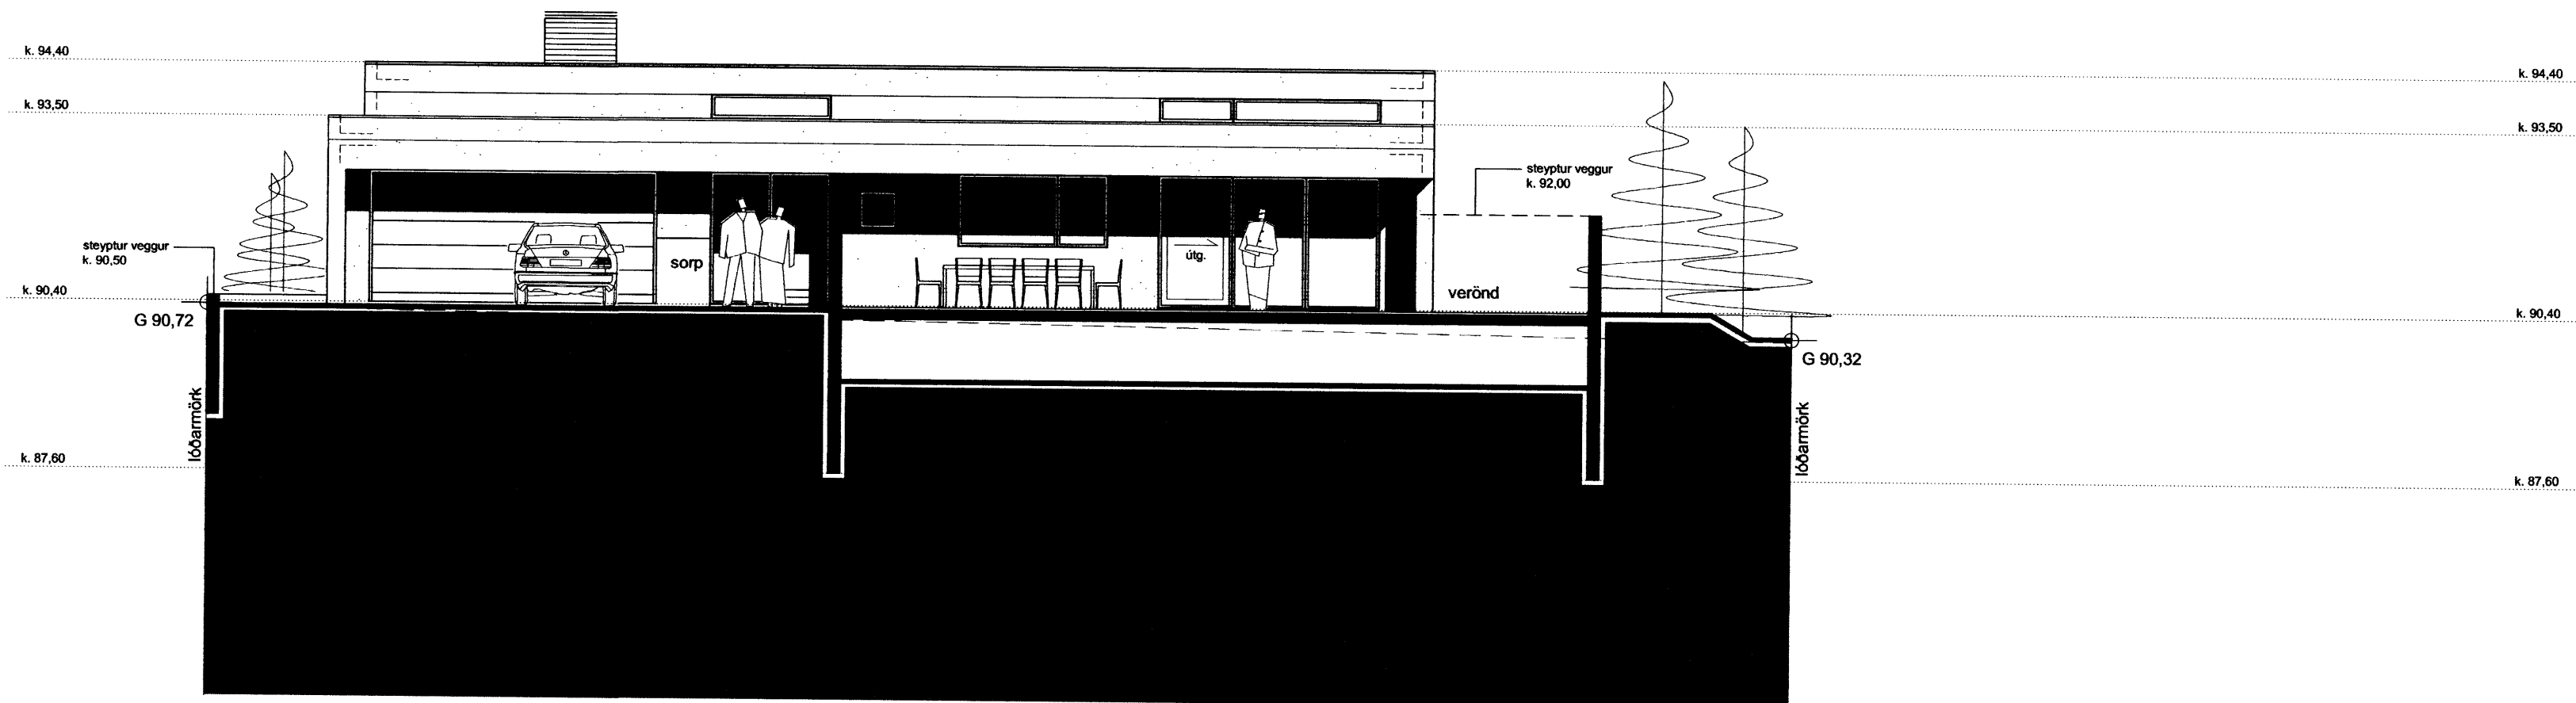 k. 94,40
k. 94,40
k. 93,50
k. 93,50
steyptur veggur
k. 92,00
steyptur veggur
k. 90,50
sorp
útg.
verönd
k. 90,40
k. 90,40
G 90,72
G 90,32
lóðarmörk
lóðarmörk
k. 87,60
k. 87,60